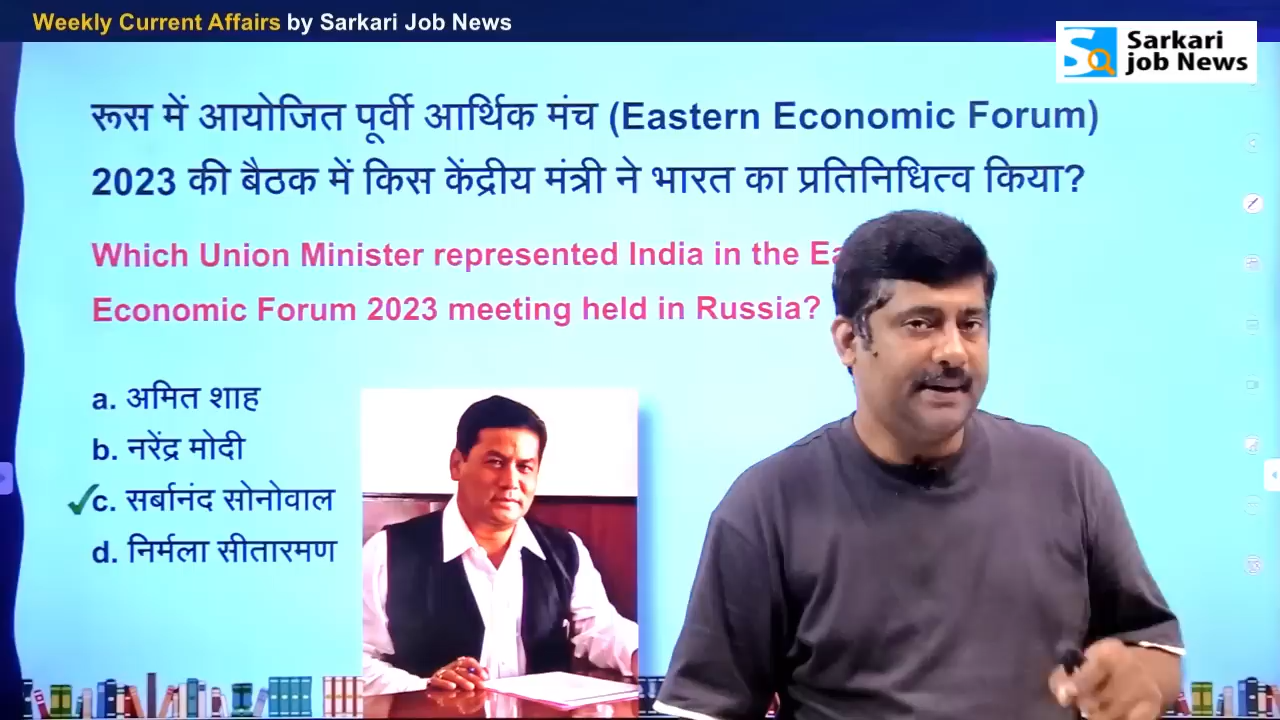 Weekly Current Affairs by Sarkari Job News
Sarkari
job News
रूस में आयोजित पूर्वी आर्थिक मंच (Eastern Economic Forum)
2023 की बैठक में किस केंद्रीय मंत्री ने भारत का प्रतिनिधित्व किया?
Which Union Minister represented India in the
Economic Forum 2023 meeting held in Russia?
a. अमित शाह
b. नरेंद्र मोदी
c. सर्बानंद सोनोवाल
d. निर्मला सीतारमण